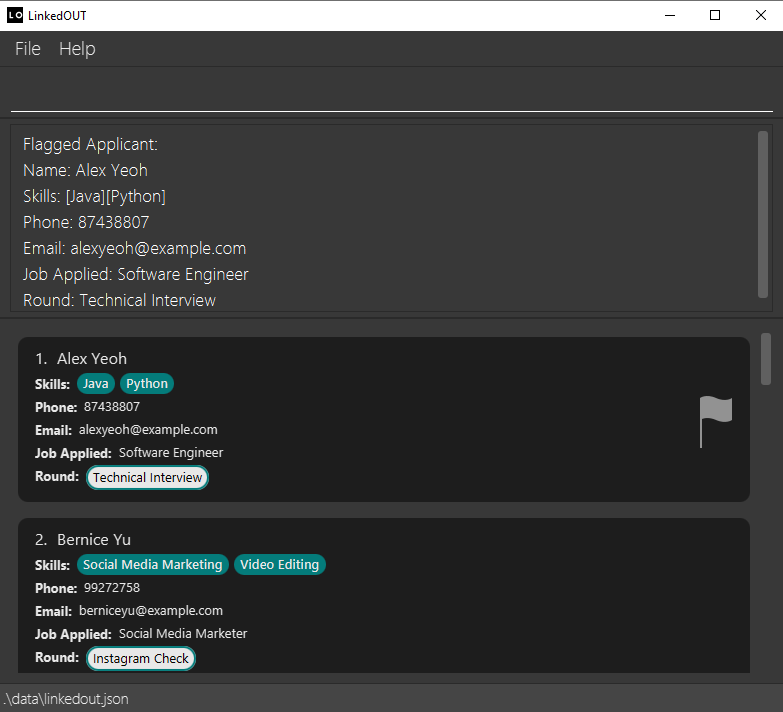 LO LinkedOUT
File Help
Flagged Applicant:
Name: Alex Yeoh
Skills: [Java][Python]
Phone: 87438807
Email: alexyeoh@example.com
Job Applied: Software Engineer
Round: Technical Interview
1. Alex Yeoh
Skills: Java Python
Phone: 87438807
Email: alexyeoh@example.com
Job Applied: Software Engineer
Round: Technical Interview
2. Bernice Yu
Skills: Social Media Marketing Video Editing
Phone: 99272758
Email: berniceyu@example.com
Job Applied: Social Media Marketer
Round: Instagram Check
.\data\linkedout.json